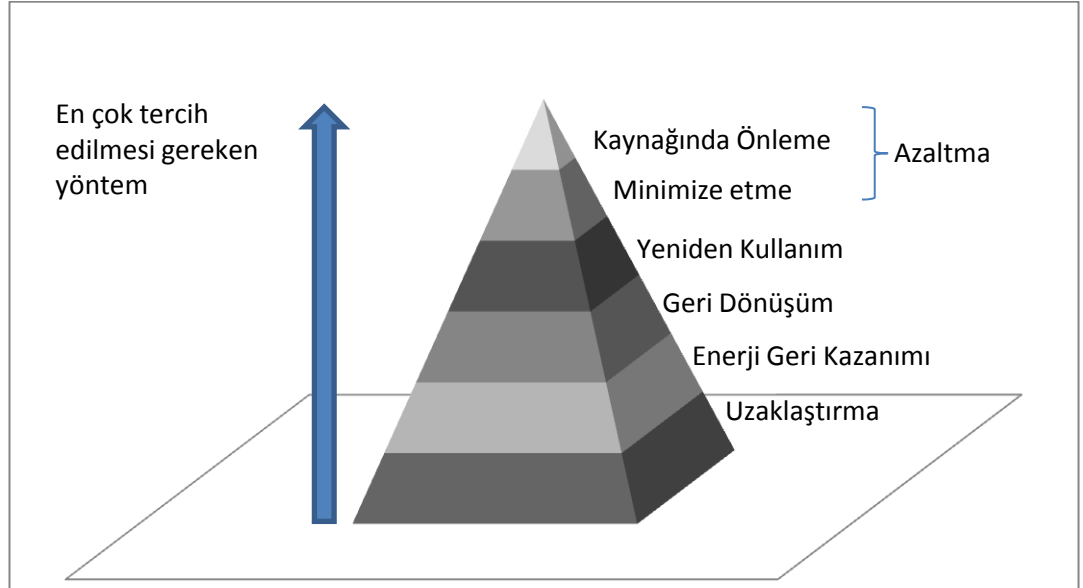 En çok tercih
edilmesi gereken
yöntem
Kaynağında Önleme
Minimize etme
Azaltma
Yeniden Kullanım
Geri Dönüşüm
Enerji Geri Kazanımı
Uzaklaştırma